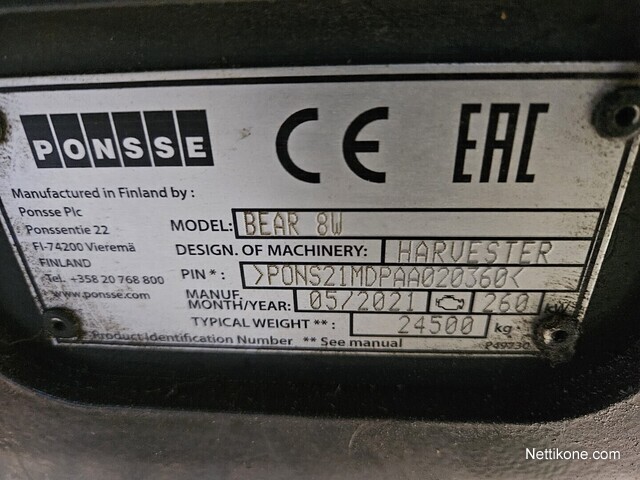 PONSSE CE EAC
Manufactured in Finland by :
Ponsse Plc
Ponssentie 22
FI-74200 Vieremä
FINLAND
Tel. +358 20 768 800
www.ponsse.com
MODEL: BEAR 8W
DESIGN. OF MACHINERY: HARVESTER
PIN*: >PONS21MDPAA020360<
MANUF.
MONTH/YEAR: 05/2021 260 kW
TYPICAL WEIGHT **: 24500 kg
Product Identification Number ** See manual
Nettikone.com